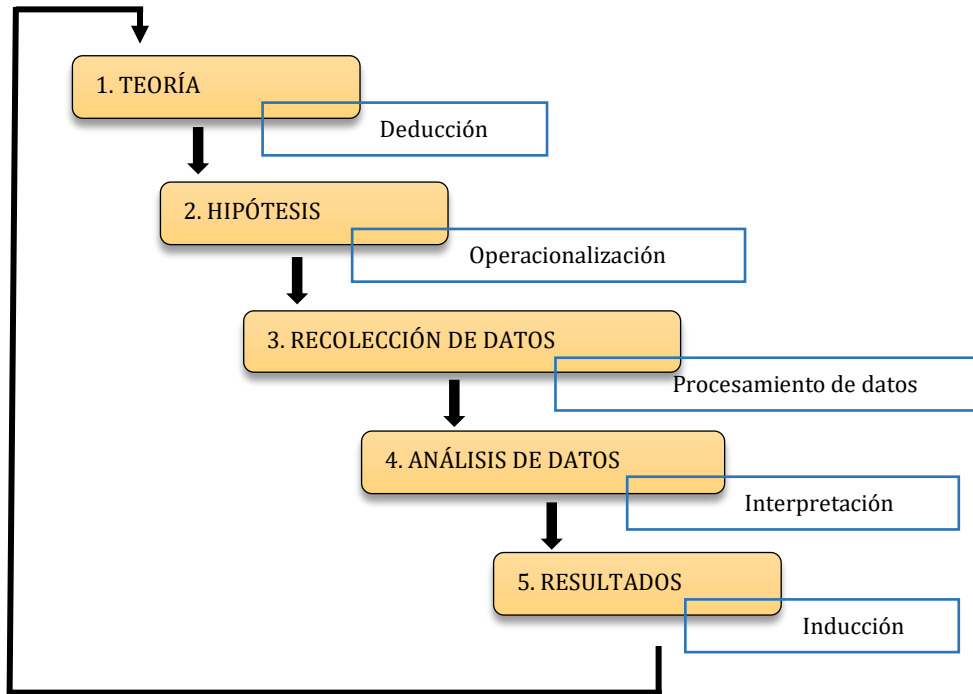 1. TEORÍA
Deducción
2. HIPÓTESIS
Operacionalización
3. RECOLECCIÓN DE DATOS
Procesamiento de datos
4. ANÁLISIS DE DATOS
Interpretación
5. RESULTADOS
Inducción